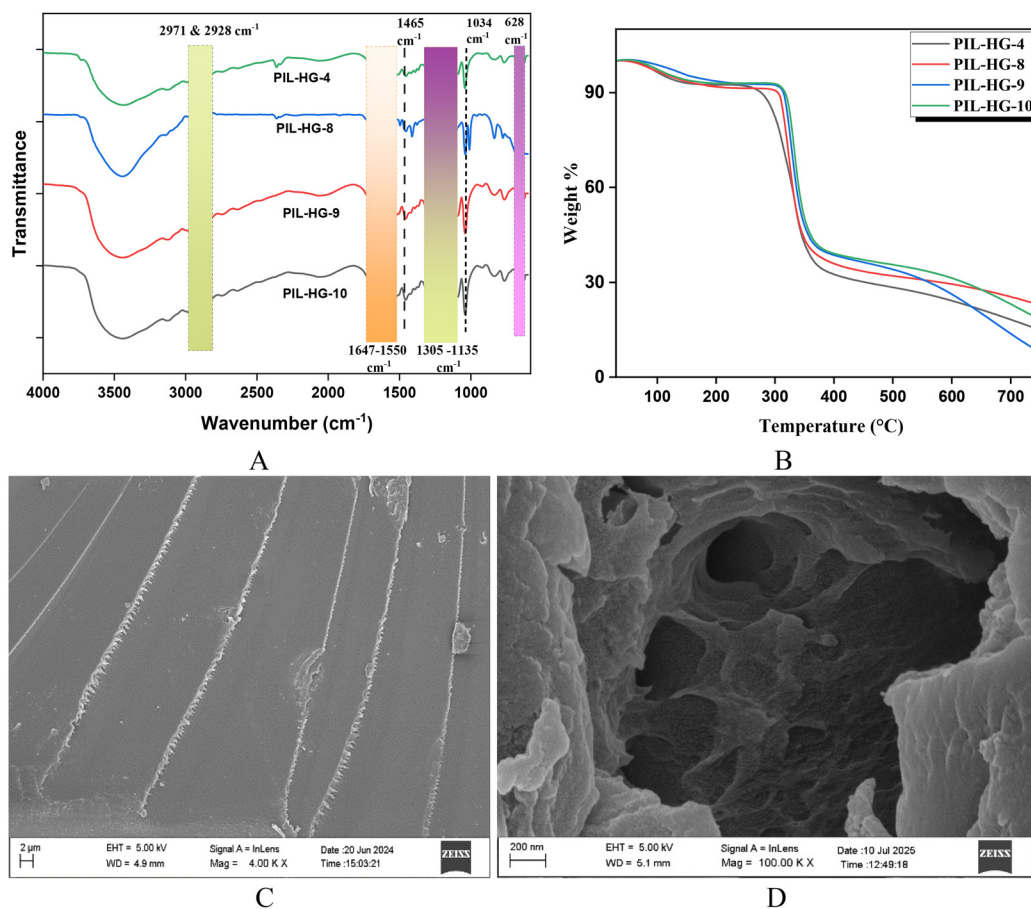 2971 & 2928 cm⁻¹
1465
cm⁻¹
1034
cm⁻¹
628
cm⁻¹
PIL-HG-4
PIL-HG-8
PIL-HG-9
PIL-HG-10
1647-1550
cm⁻¹
1305 -1135
cm⁻¹
Transmittance
4000 3500 3000 2500 2000 1500 1000
Wavenumber (cm⁻¹)
A
PIL-HG-4
PIL-HG-8
PIL-HG-9
PIL-HG-10
Weight %
90
60
30
0
100 200 300 400 500 600 700
Temperature (°C)
B
2 µm
EHT = 5.00 kV
WD = 4.9 mm
Signal A = InLens
Mag = 4.00 K X
Date :20 Jun 2024
Time :15:03:21
ZEISS
C
200 nm
EHT = 5.00 kV
WD = 5.1 mm
Signal A = InLens
Mag = 100.00 K X
Date :10 Jul 2025
Time :12:49:18
ZEISS
D